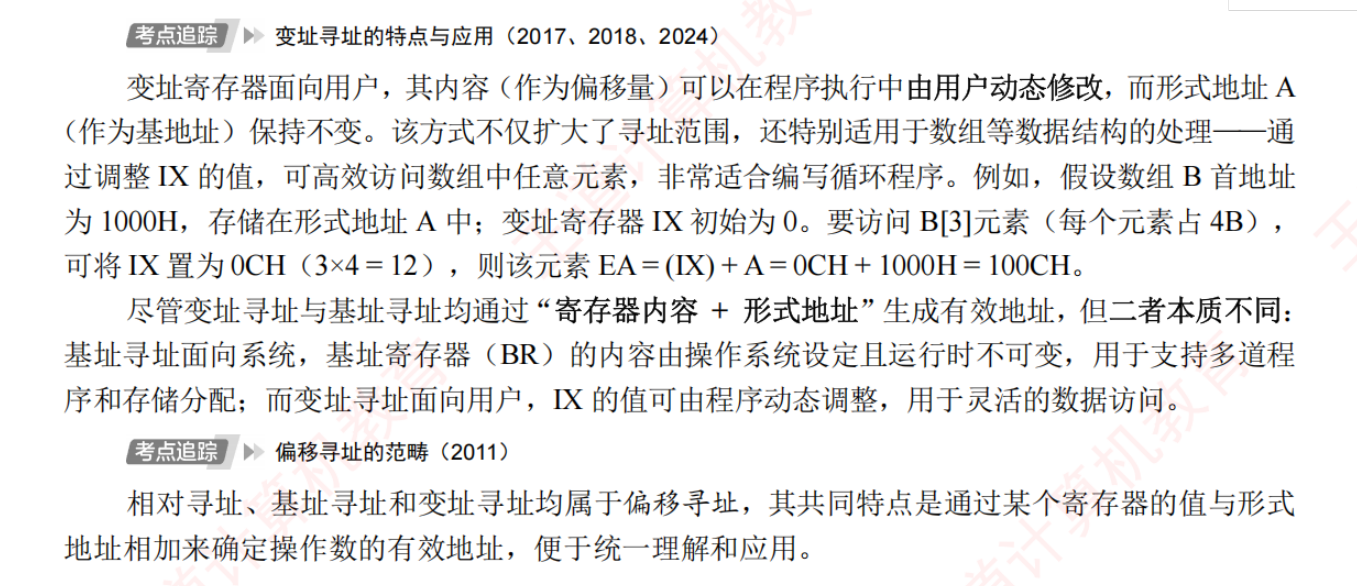 考点追踪 变址寻址的特点与应用（2017、2018、2024）
变址寄存器面向用户，其内容（作为偏移量）可以在程序执行中由用户动态修改，而形式地址 A
（作为基地址）保持不变。该方式不仅扩大了寻址范围，还特别适用于数组等数据结构的处理——通
过调整 IX 的值，可高效访问数组中任意元素，非常适合编写循环程序。例如，假设数组 B 首地址
为 1000H，存储在形式地址 A 中；变址寄存器 IX 初始为 0。要访问 B[3]元素（每个元素占 4B），
可将 IX 置为 0CH（3×4 = 12），则该元素 EA = (IX) + A = 0CH + 1000H = 100CH。
尽管变址寻址与基址寻址均通过“寄存器内容 + 形式地址”生成有效地址，但二者本质不同：
基址寻址面向系统，基址寄存器（BR）的内容由操作系统设定且运行时不可变，用于支持多道程
序和存储分配；而变址寻址面向用户，IX 的值可由程序动态调整，用于灵活的数据访问。
考点追踪 偏移寻址的范畴（2011）
相对寻址、基址寻址和变址寻址均属于偏移寻址，其共同特点是通过某个寄存器的值与形式
地址相加来确定操作数的有效地址，便于统一理解和应用。
王道计算机教育